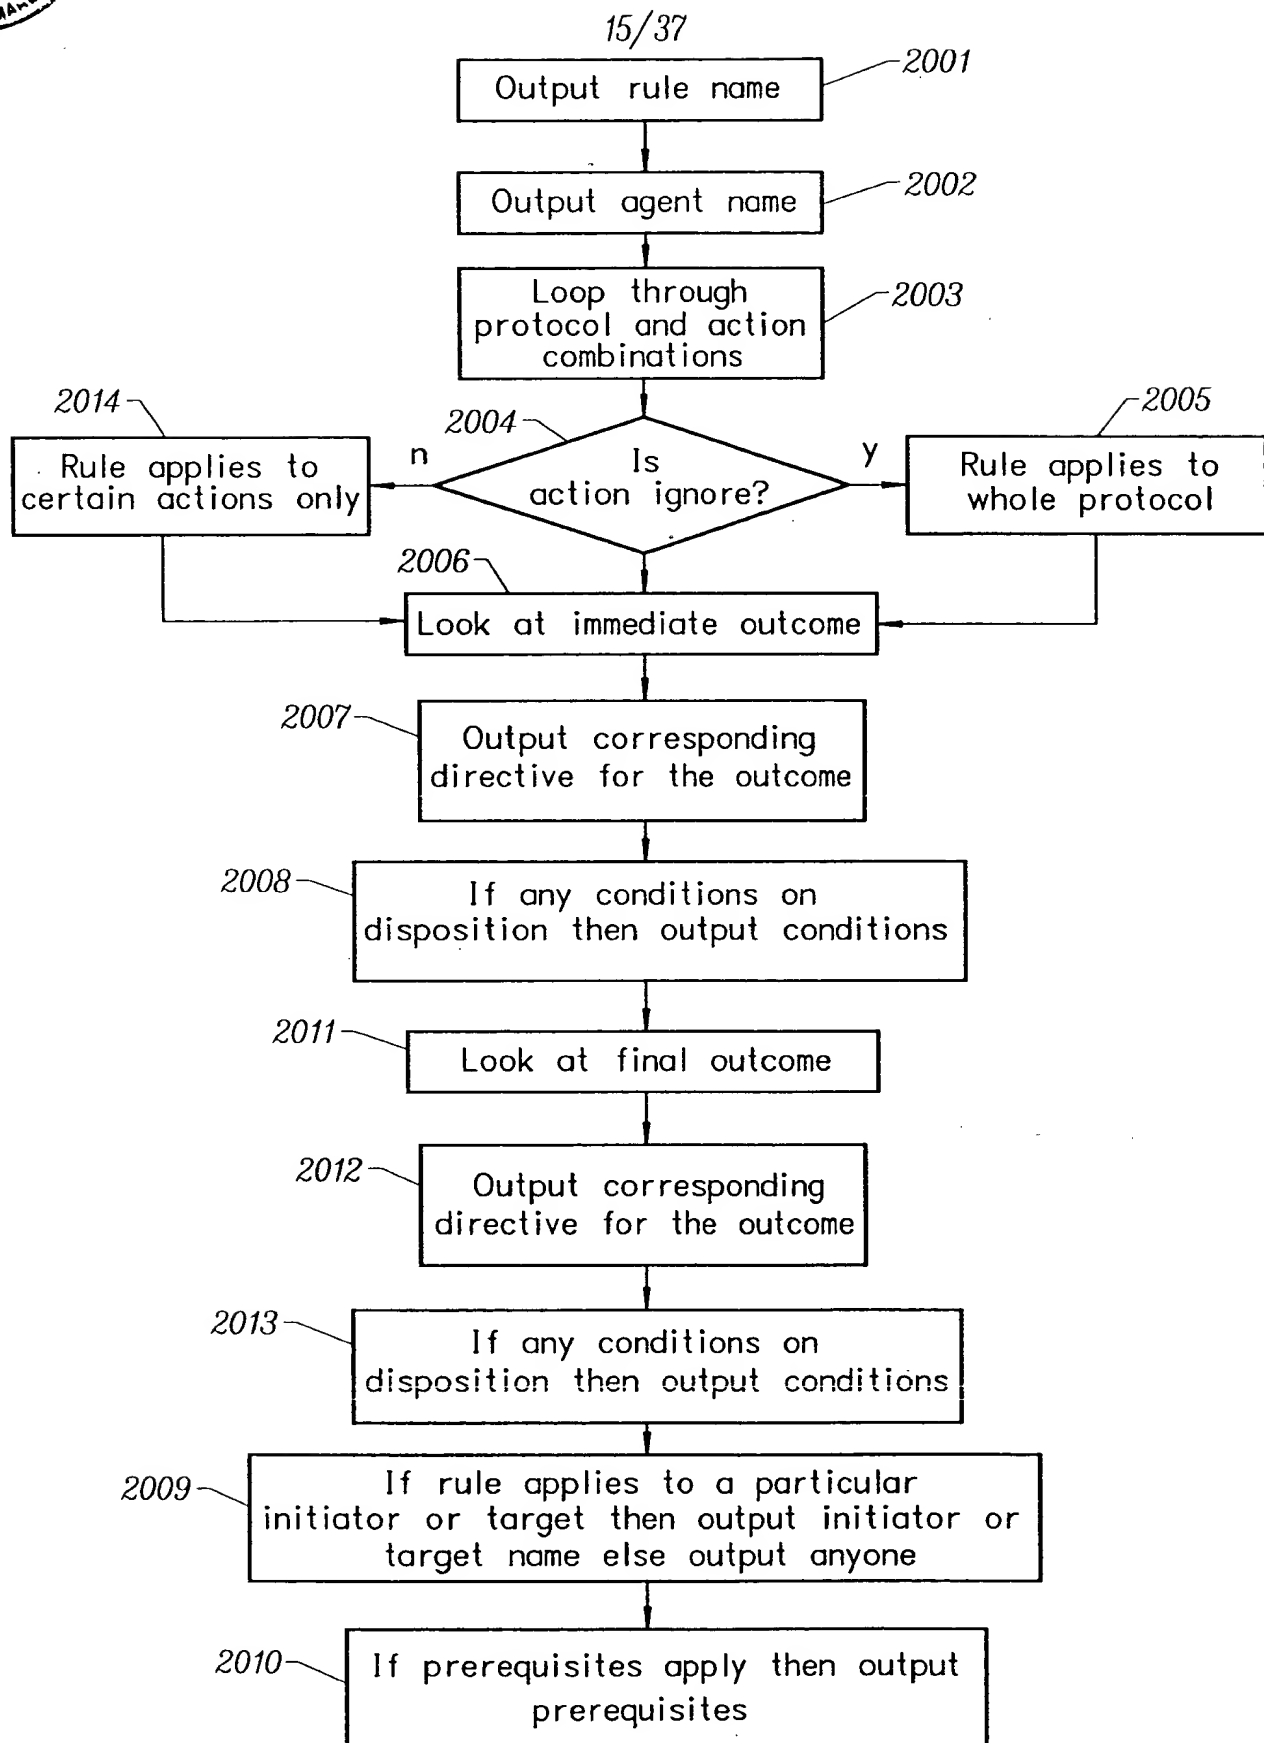 15/37
2001
Output rule name
2002
Output agent name
2003
Loop through
protocol and action
combinations
2014
2004
2005
n
y
Rule applies to
certain actions only
Is
action ignore?
Rule applies to
whole protocol
2006
Look at immediate outcome
2007
Output corresponding
directive for the outcome
2008
If any conditions on
disposition then output conditions
2011
Look at final outcome
2012
Output corresponding
directive for the outcome
2013
If any conditions on
disposition then output conditions
2009
If rule applies to a particular
initiator or target then output initiator or
target name else output anyone
2010
If prerequisites apply then output
prerequisites